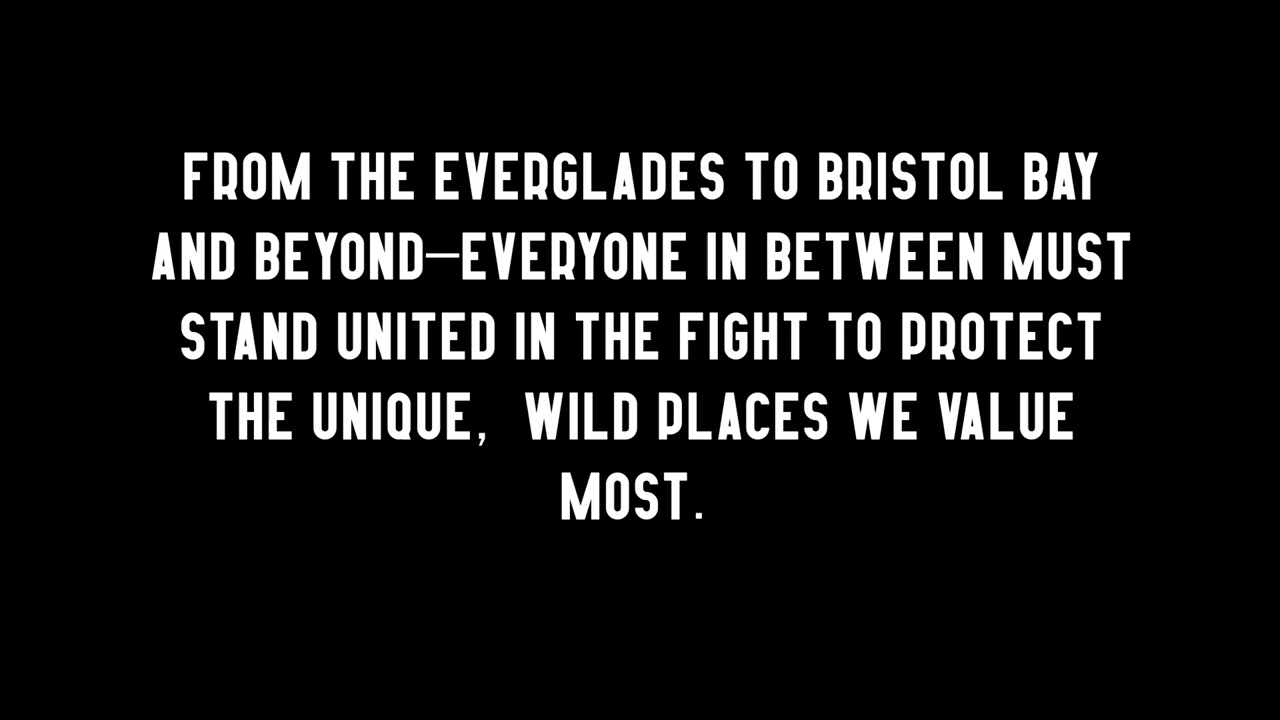 FROM THE EVERGLADES TO BRISTOL BAY
AND BEYOND—EVERYONE IN BETWEEN MUST
STAND UNITED IN THE FIGHT TO PROTECT
THE UNIQUE,  WILD PLACES WE VALUE
MOST.